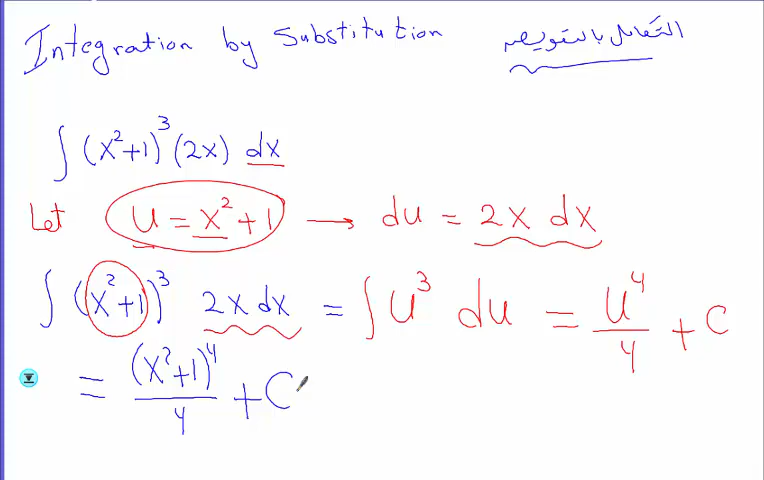 Integration by Substitution التكامل بالتعويض
∫ (x²+1)³ (2x) dx
Let u = x²+1 → du = 2x dx
∫ (x²+1)³ 2x dx = ∫ u³ du = u⁴/4 + C
= (x²+1)⁴/4 + C